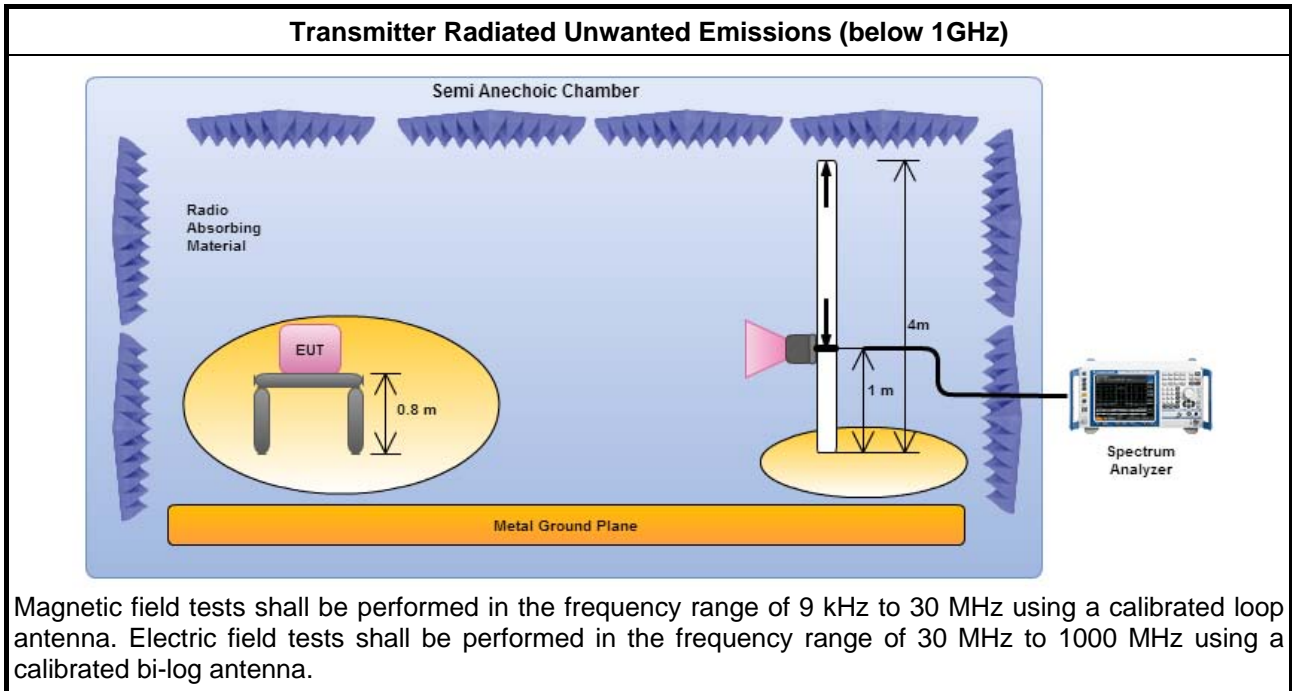 Transmitter Radiated Unwanted Emissions (below 1GHz)
Semi Anechoic Chamber
Radio
Absorbing
Material
EUT
0.8 m
4m
1 m
Spectrum
Analyzer
Metal Ground Plane
Magnetic field tests shall be performed in the frequency range of 9 kHz to 30 MHz using a calibrated loop
antenna. Electric field tests shall be performed in the frequency range of 30 MHz to 1000 MHz using a
calibrated bi-log antenna.